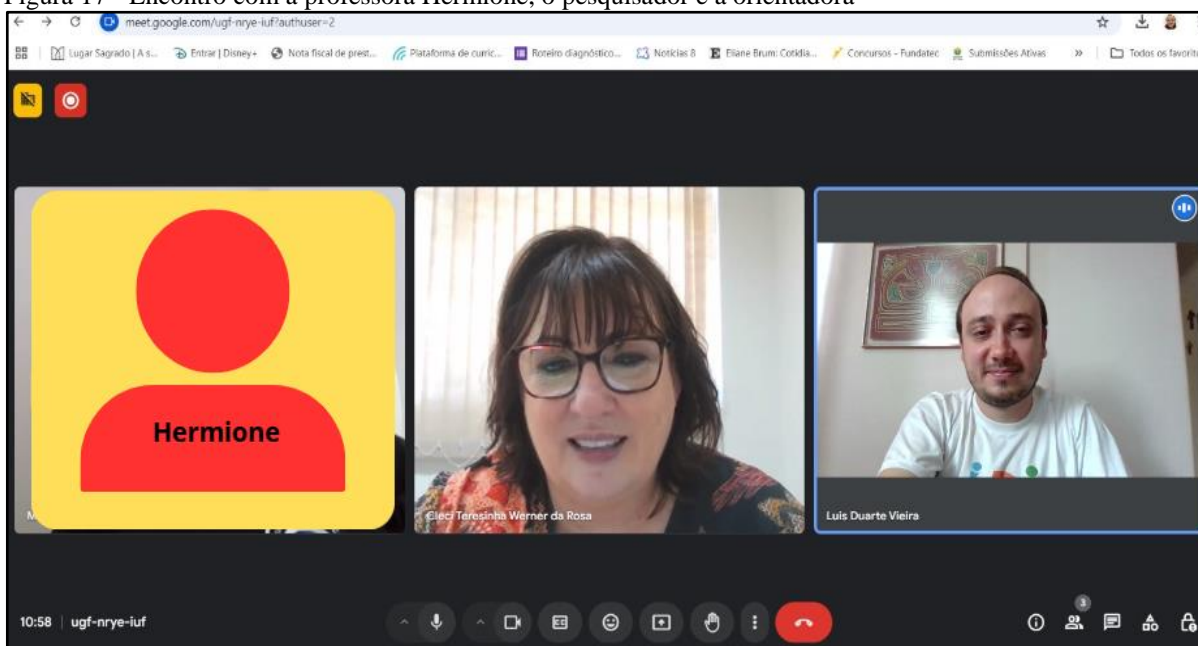 Figura 17 - Encontro com a professora Hermione, o pesquisador e a orientadora
meet.google.com/ugf-nrye-iuf?authuser=2
Lugar Sagrado | A s... Entrar | Disney+ Nota fiscal de prest... Plataforma de curríc... Roteiro diagnóstico... Notícias 8 Eliane Brum: Cotidia... Concursos - Fundatec Submissões Ativas » Todos os favorito
Hermione
M
Cleci Teresinha Werner da Rosa
Luis Duarte Vieira
10:58 | ugf-nrye-iuf
3